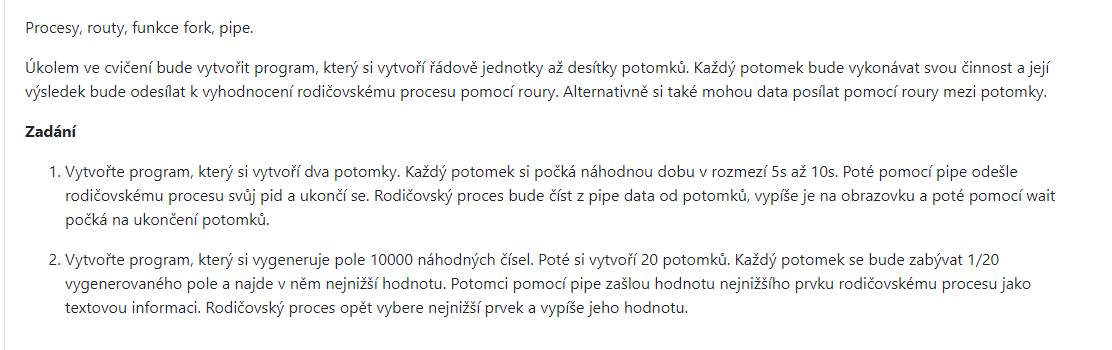 Procesy, routy, funkce fork, pipe.
Úkolem ve cvičení bude vytvořit program, který si vytvoří řádově jednotky až desítky potomků. Každý potomek bude vykonávat svou činnost a její
výsledek bude odesílat k vyhodnocení rodičovskému procesu pomocí roury. Alternativně si také mohou data posílat pomocí roury mezi potomky.
Zadání
1. Vytvořte program, který si vytvoří dva potomky. Každý potomek si počká náhodnou dobu v rozmezí 5s až 10s. Poté pomocí pipe odešle
rodičovskému procesu svůj pid a ukončí se. Rodičovský proces bude číst z pipe data od potomků, vypíše je na obrazovku a poté pomocí wait
počká na ukončení potomků.
2. Vytvořte program, který si vygeneruje pole 10000 náhodných čísel. Poté si vytvoří 20 potomků. Každý potomek se bude zabývat 1/20
vygenerovaného pole a najde v něm nejnižší hodnotu. Potomci pomocí pipe zašlou hodnotu nejnižšího prvku rodičovskému procesu jako
textovou informaci. Rodičovský proces opět vybere nejnižší prvek a vypíše jeho hodnotu.